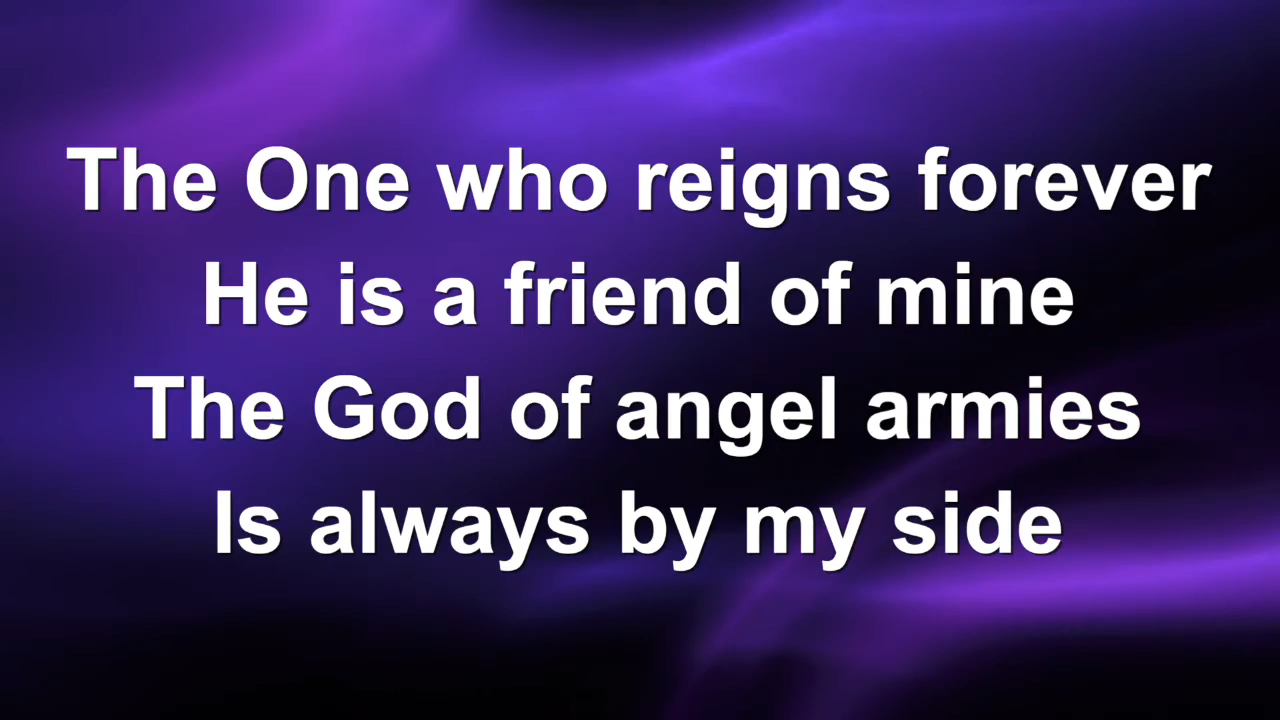 The One who reigns forever
He is a friend of mine
The God of angel armies
Is always by my side